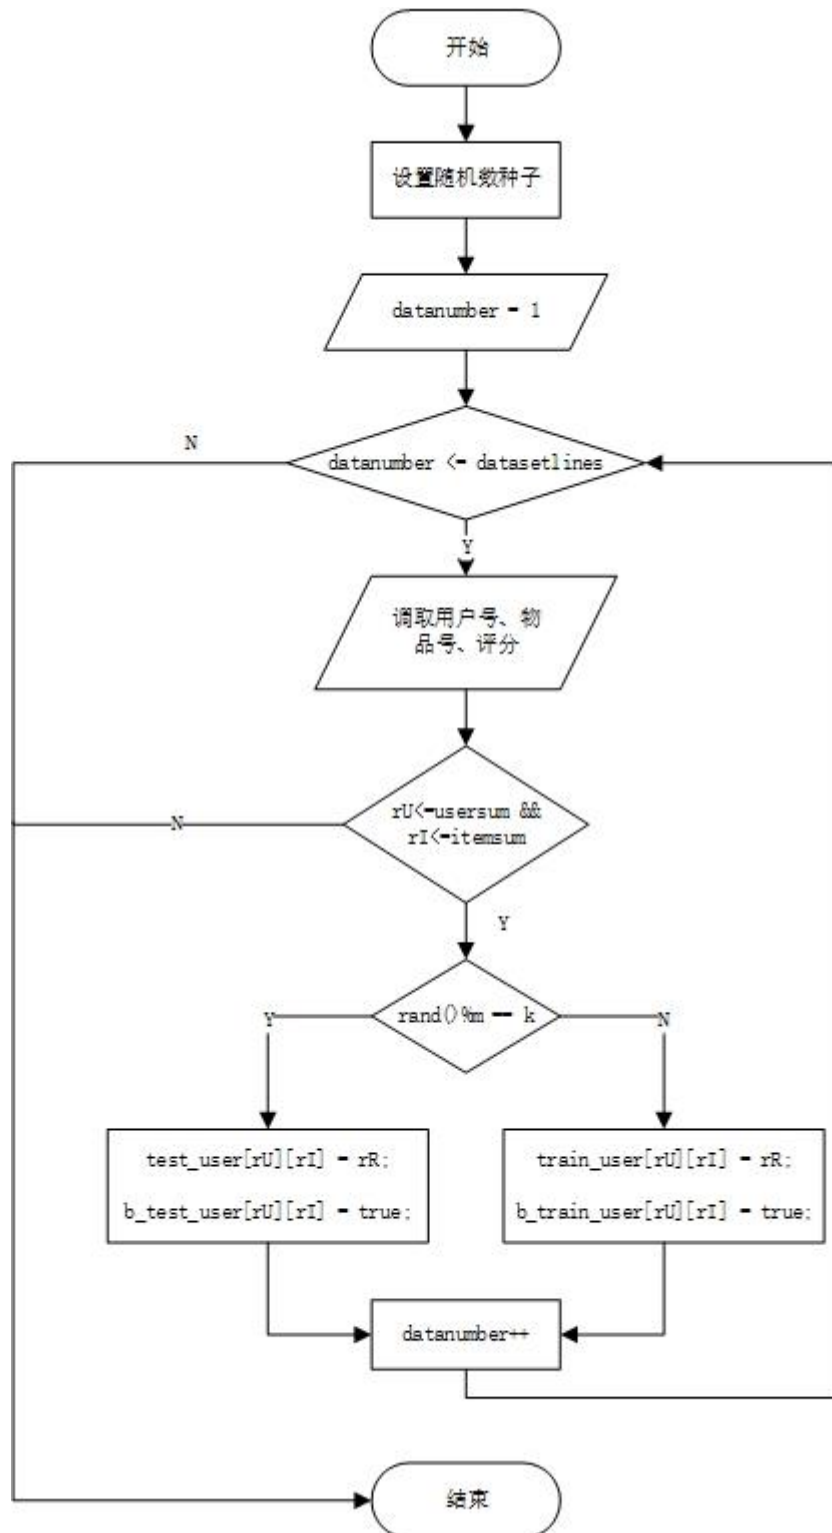 开始
设置随机数种子
datanumber = 1
N
datanumber <= datasetlines
Y
调取用户号、物
品号、评分
rU<=usersum &&
rI<=itemsum
N
Y
rand()%m == k
Y
N
test_user[rU][rI] = rR;
b_test_user[rU][rI] = true;
train_user[rU][rI] = rR;
b_train_user[rU][rI] = true;
datanumber++
结束